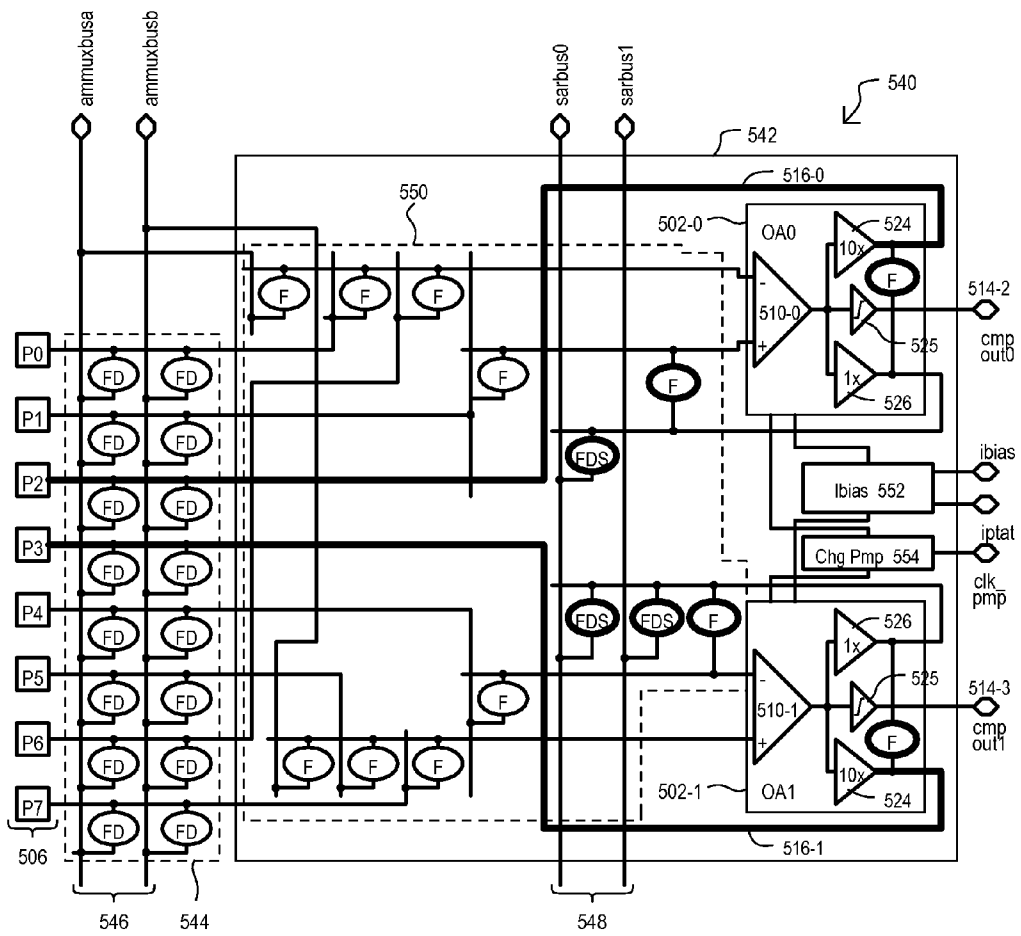 ammuxbusa
ammuxbusb
sarbus0
sarbus1
540
542
516-0
550
502-0
OA0
524
10x
F
514-2
510-0
-
+
525
cmp
out0
1x
526
F
F
F
F
F
P0
FD
FD
P1
FD
FD
P2
FD
FD
FDS
Ibias 552
ibias
iptat
Chg Pmp 554
clk_
pmp
P3
FD
FD
P4
FD
FD
FDS
FDS
F
526
1x
P5
FD
FD
F
-
510-1
+
525
514-3
cmp
out1
P6
FD
FD
F
F
F
F
10x
524
502-1
OA1
P7
FD
FD
506
516-1
546
544
548